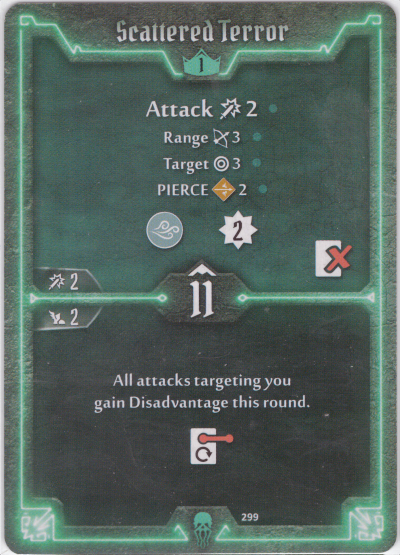 Scattered Terror
1
Attack 2
Range 3
Target 3
PIERCE 2
2
2
11
2
All attacks targeting you
gain Disadvantage this round.
299